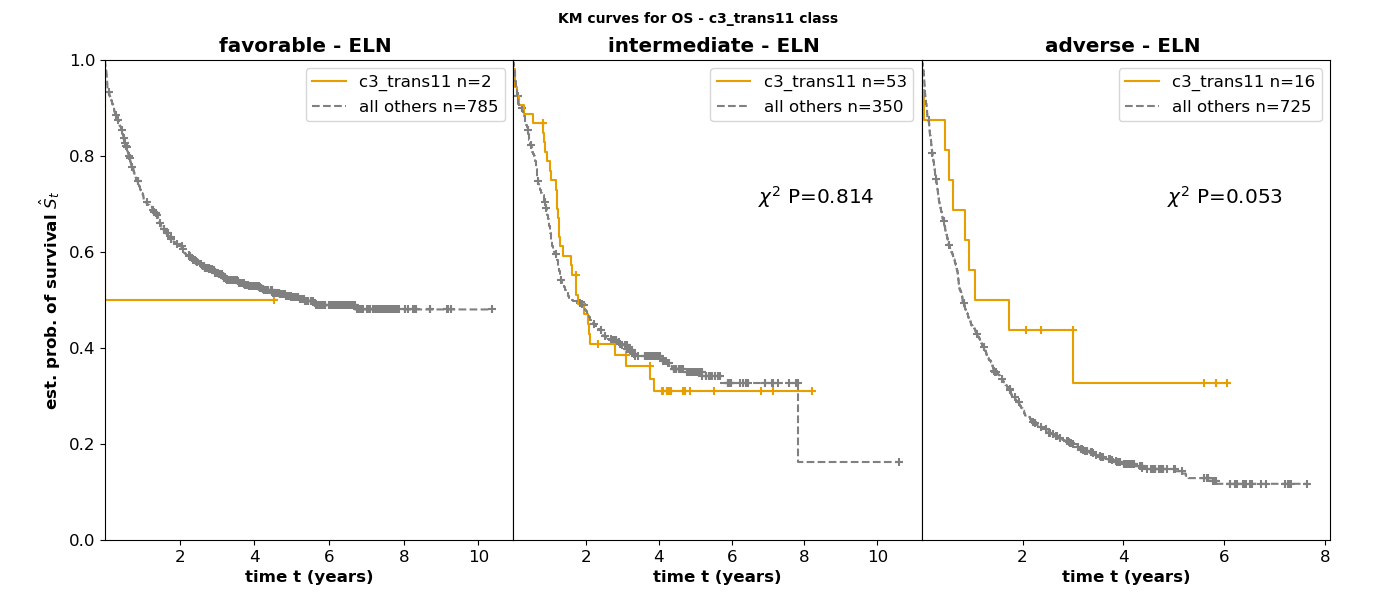 KM curves for OS - c3_trans11 class
favorable - ELN
intermediate - ELN
adverse - ELN
c3_trans11 n=2
all others n=785
c3_trans11 n=53
all others n=350
c3_trans11 n=16
all others n=725
χ² P=0.814
χ² P=0.053
est. prob. of survival Ŝₜ
1.0
0.8
0.6
0.4
0.2
0.0
2 4 6 8 10
2 4 6 8 10
2 4 6 8
time t (years)
time t (years)
time t (years)